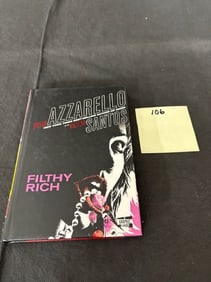 AZZARELLO
SANTOS
FILTHY
RICH
106